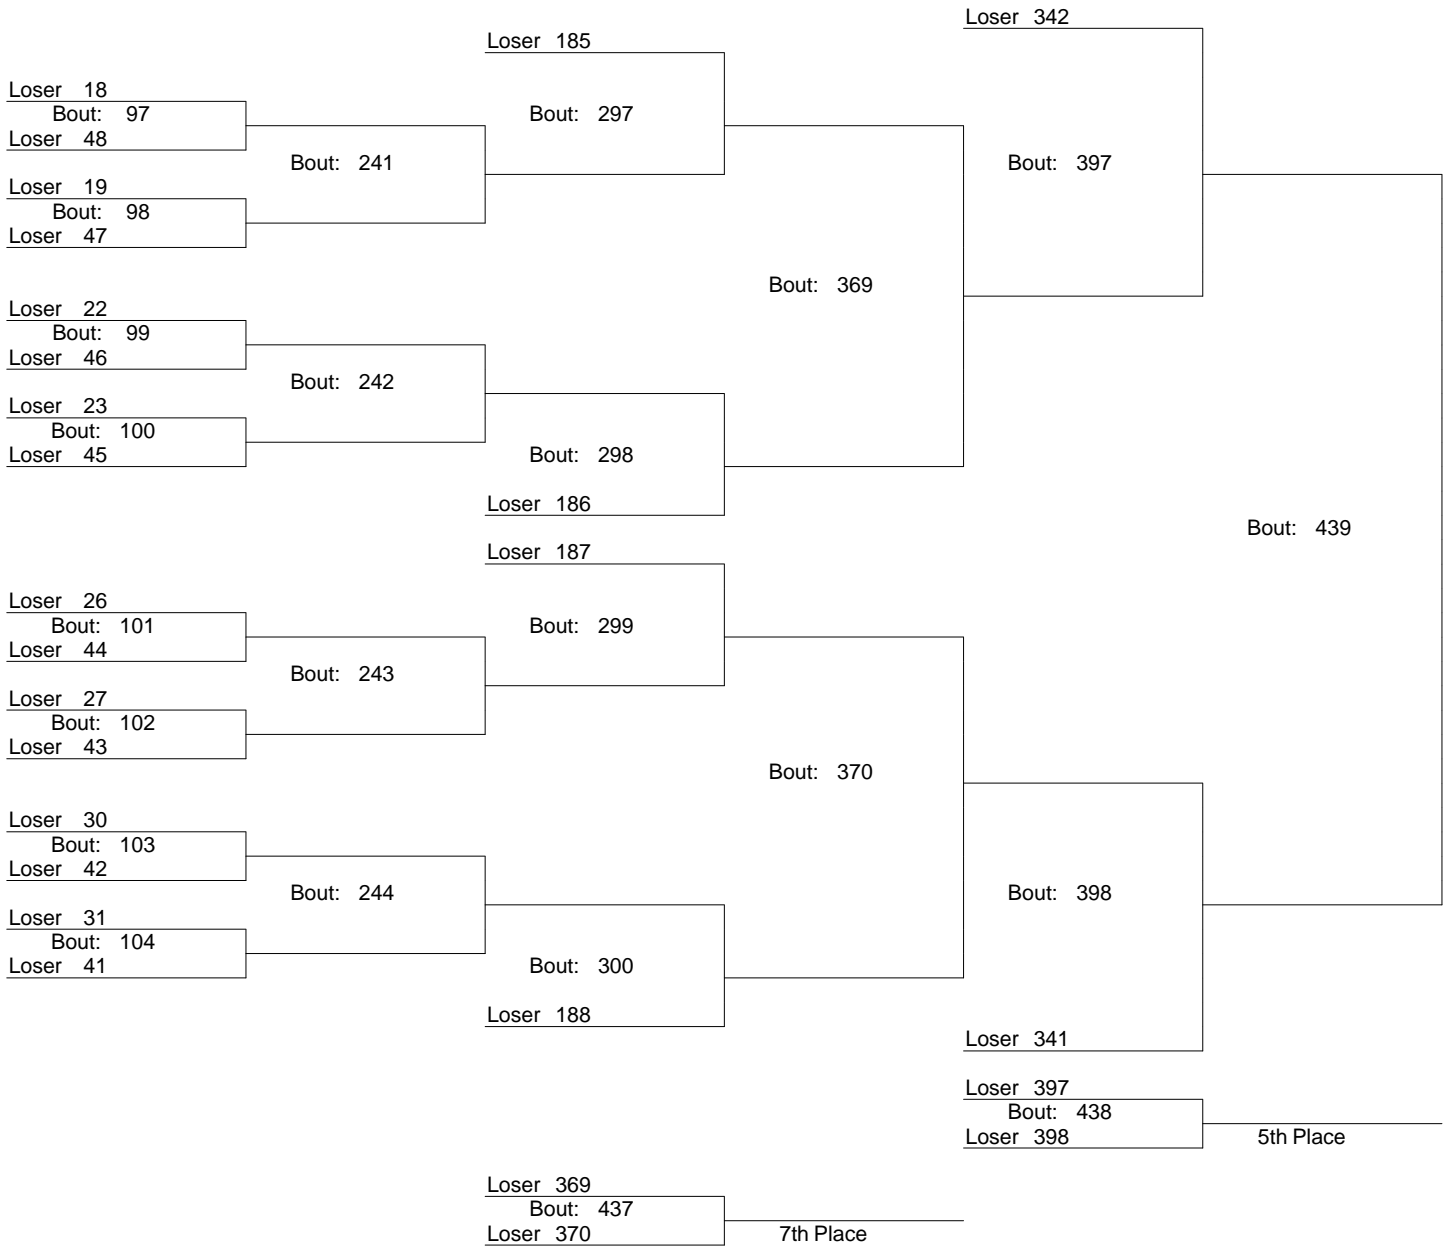 Loser 342
Loser 185
Loser 18
Bout: 97
Bout: 297
Loser 48
Bout: 241
Bout: 397
Loser 19
Bout: 98
Loser 47
Bout: 369
Loser 22
Bout: 99
Loser 46
Bout: 242
Loser 23
Bout: 100
Loser 45
Bout: 298
Loser 186
Bout: 439
Loser 187
Loser 26
Bout: 101
Bout: 299
Loser 44
Bout: 243
Loser 27
Bout: 102
Loser 43
Bout: 370
Loser 30
Bout: 103
Loser 42
Bout: 244
Bout: 398
Loser 31
Bout: 104
Loser 41
Bout: 300
Loser 188
Loser 341
Loser 397
Bout: 438
Loser 398
5th Place
Loser 369
Bout: 437
Loser 370
7th Place